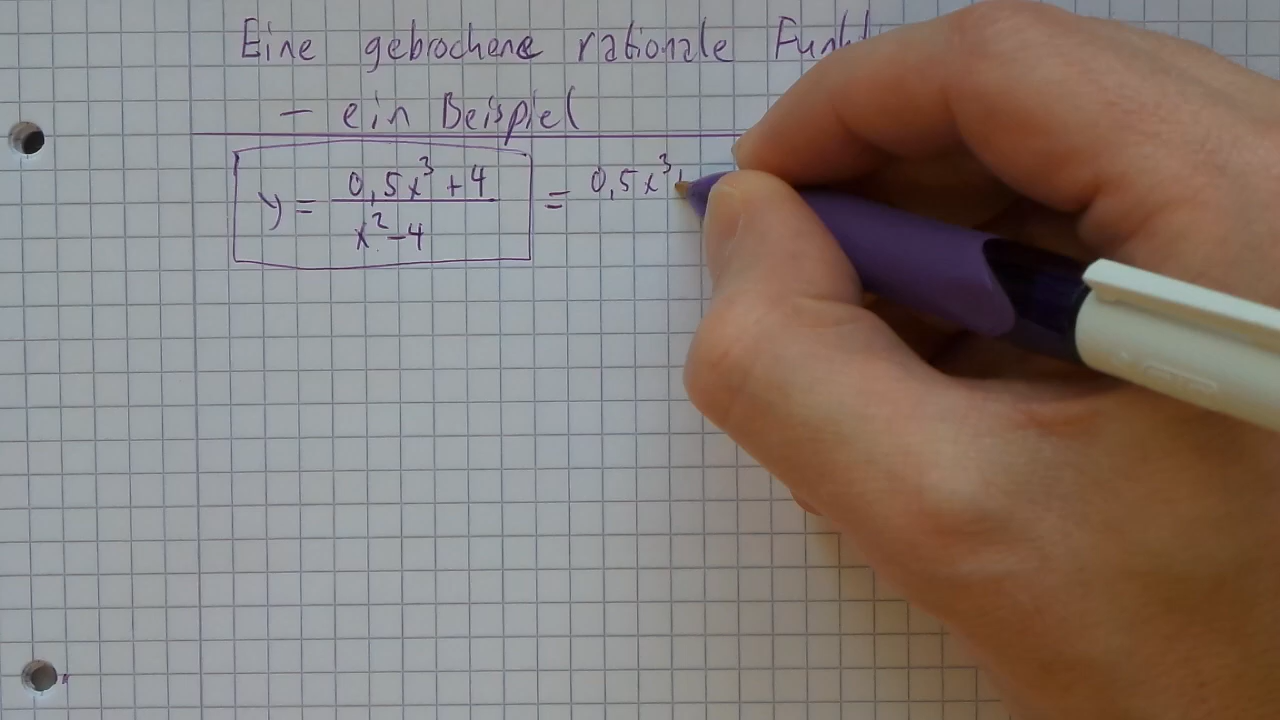 Eine gebrochene rationale
- ein Beispiel
y = (0,5x³ + 4)/(x² - 4) = 0,5x³